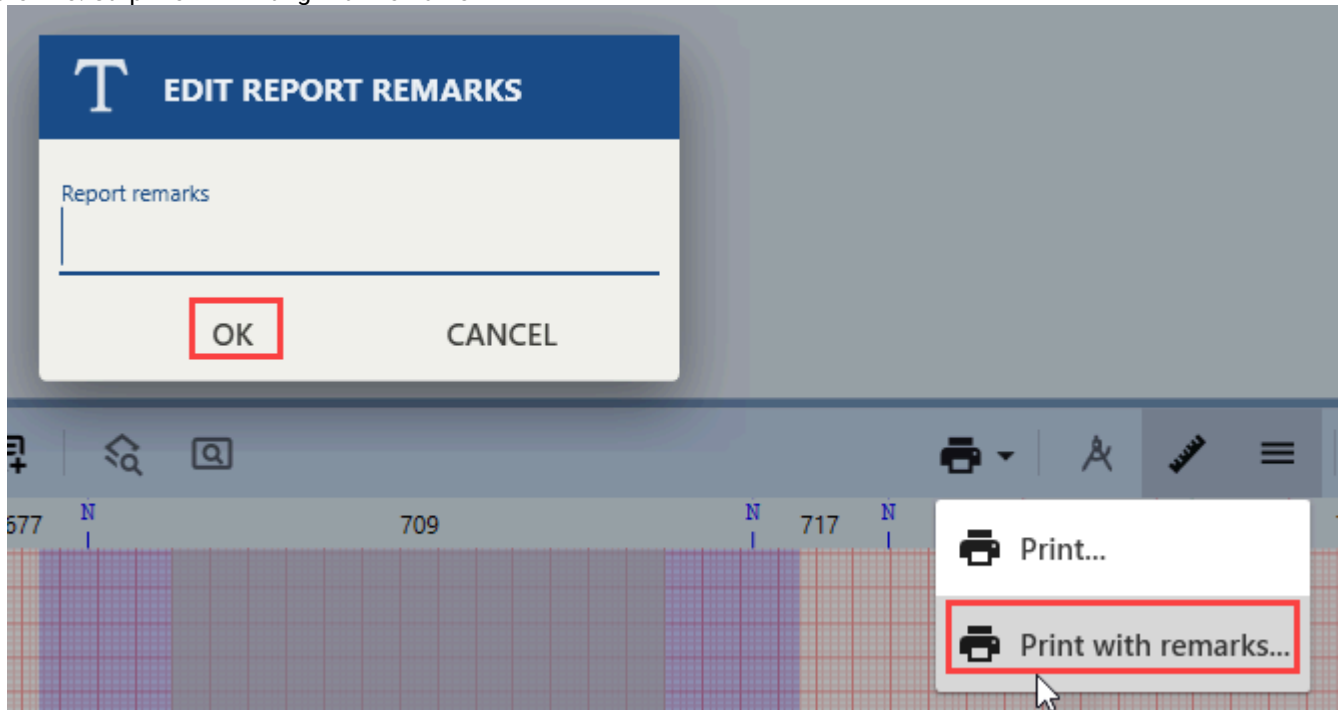 T EDIT REPORT REMARKS
Report remarks
OK CANCEL
677 N 709 N 717 N
Print...
Print with remarks...